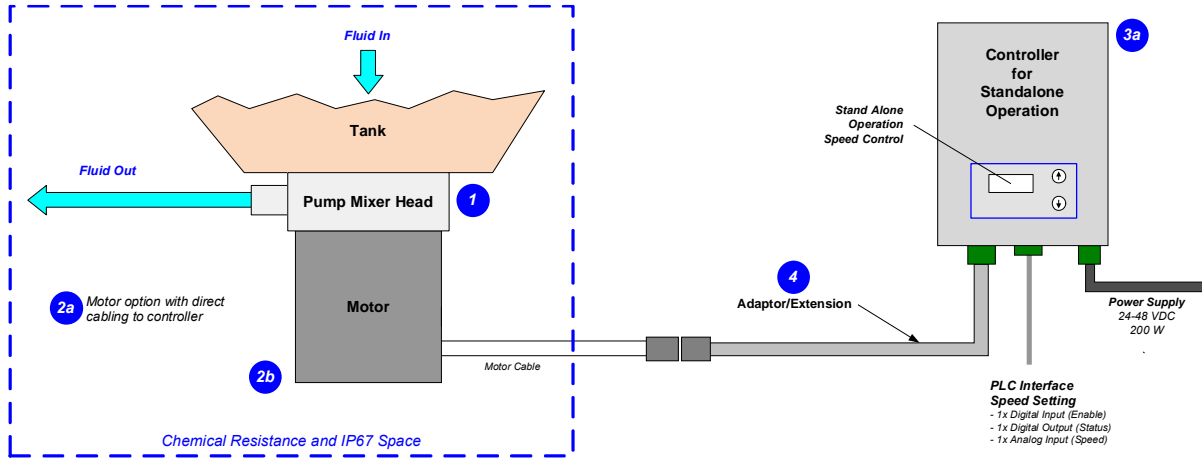 Fluid In
Tank
Fluid Out
Pump Mixer Head
1
2a
Motor option with direct
cabling to controller
Motor
2b
Motor Cable
Chemical Resistance and IP67 Space
4
Adaptor/Extension
3a
Controller
for
Standalone
Operation
Stand Alone
Operation
Speed Control
Power Supply
24-48 VDC
200 W
.
PLC Interface
Speed Setting
- 1x Digital Input (Enable)
- 1x Digital Output (Status)
- 1x Analog Input (Speed)